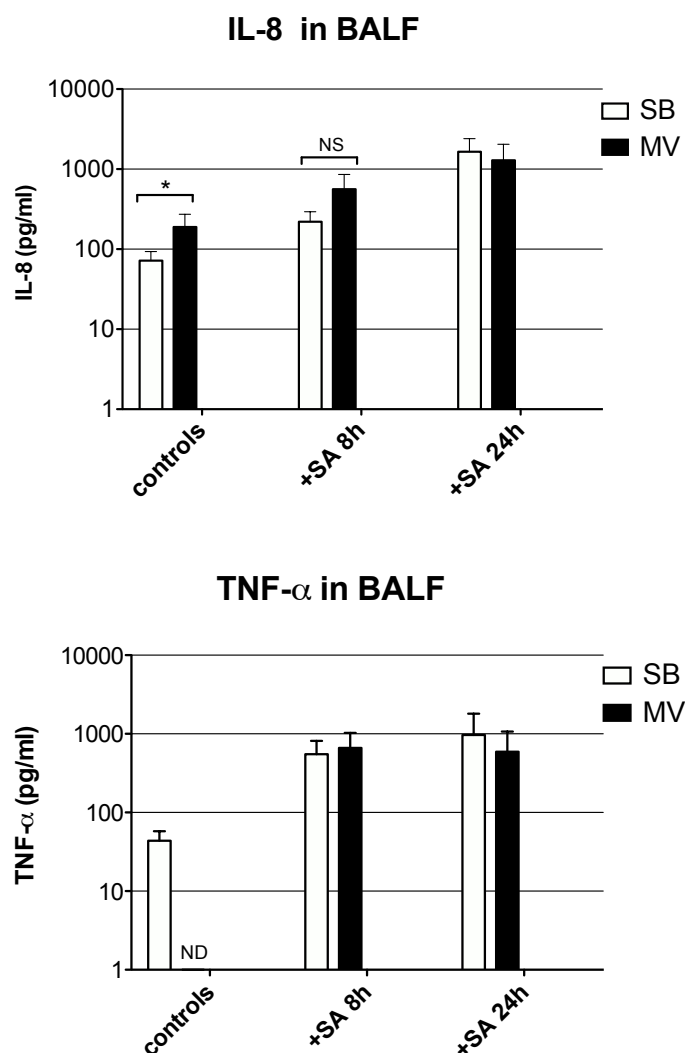 IL-8 in BALF
10000
1000
100
10
1
IL-8 (pg/ml)
*
NS
SB
MV
controls
+SA 8h
+SA 24h
TNF-α in BALF
10000
1000
100
10
1
TNF-α (pg/ml)
ND
SB
MV
controls
+SA 8h
+SA 24h